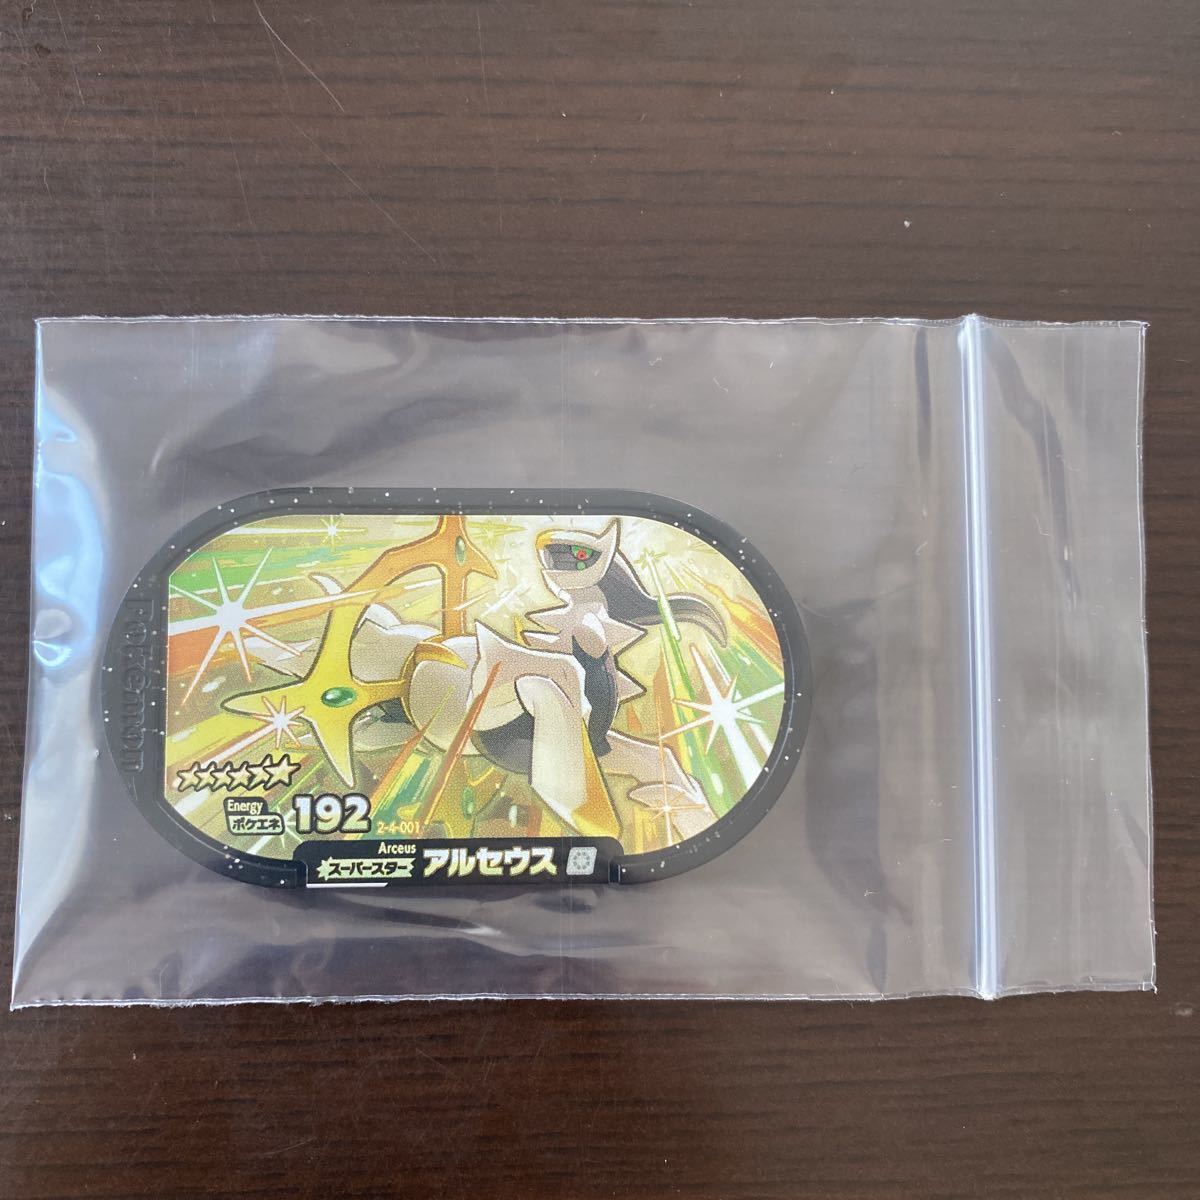 Pokémon
Energy
ポケエネ 192 2-4-001
Arceus
スーパースター アルセウス